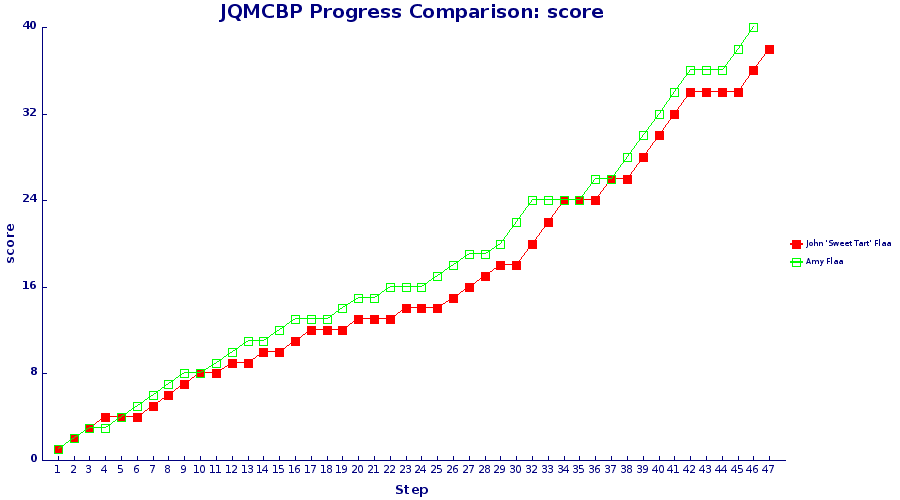 JQMCBP Progress Comparison: score
40
32
24
16
8
0
score
1 2 3 4 5 6 7 8 9 10 11 12 13 14 15 16 17 18 19 20 21 22 23 24 25 26 27 28 29 30 31 32 33 34 35 36 37 38 39 40 41 42 43 44 45 46 47
Step
John 'Sweet Tart' Flaa
Amy Flaa